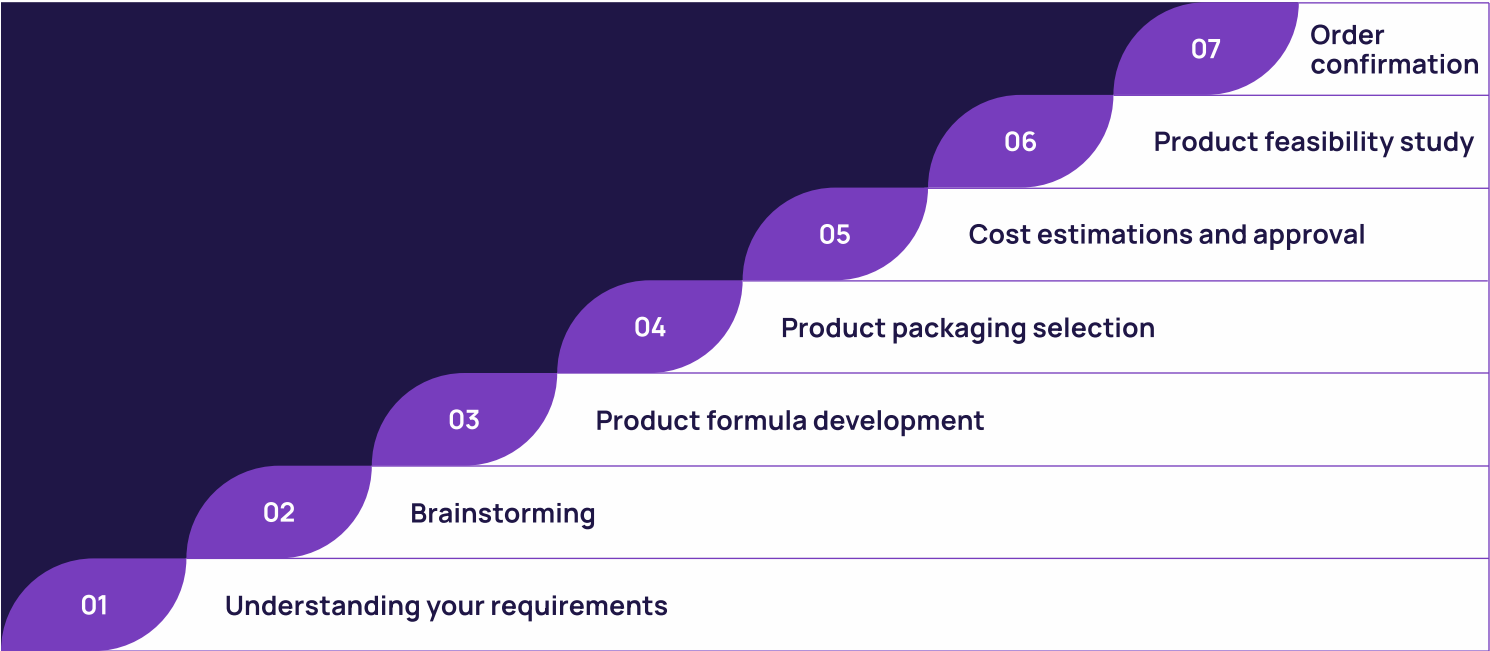 07
Order
confirmation
06
Product feasibility study
05
Cost estimations and approval
04
Product packaging selection
03
Product formula development
02
Brainstorming
01
Understanding your requirements